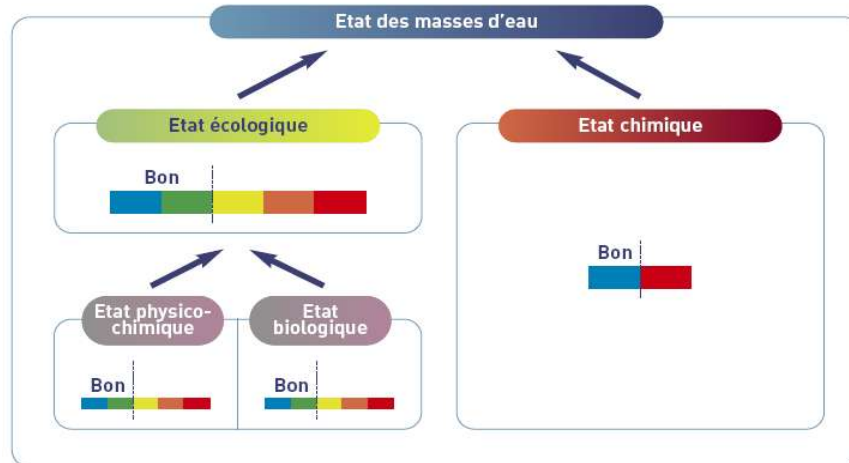 Etat des masses d'eau
Etat écologique
Etat chimique
Bon
Bon
Etat physico-
chimique
Etat
biologique
Bon
Bon